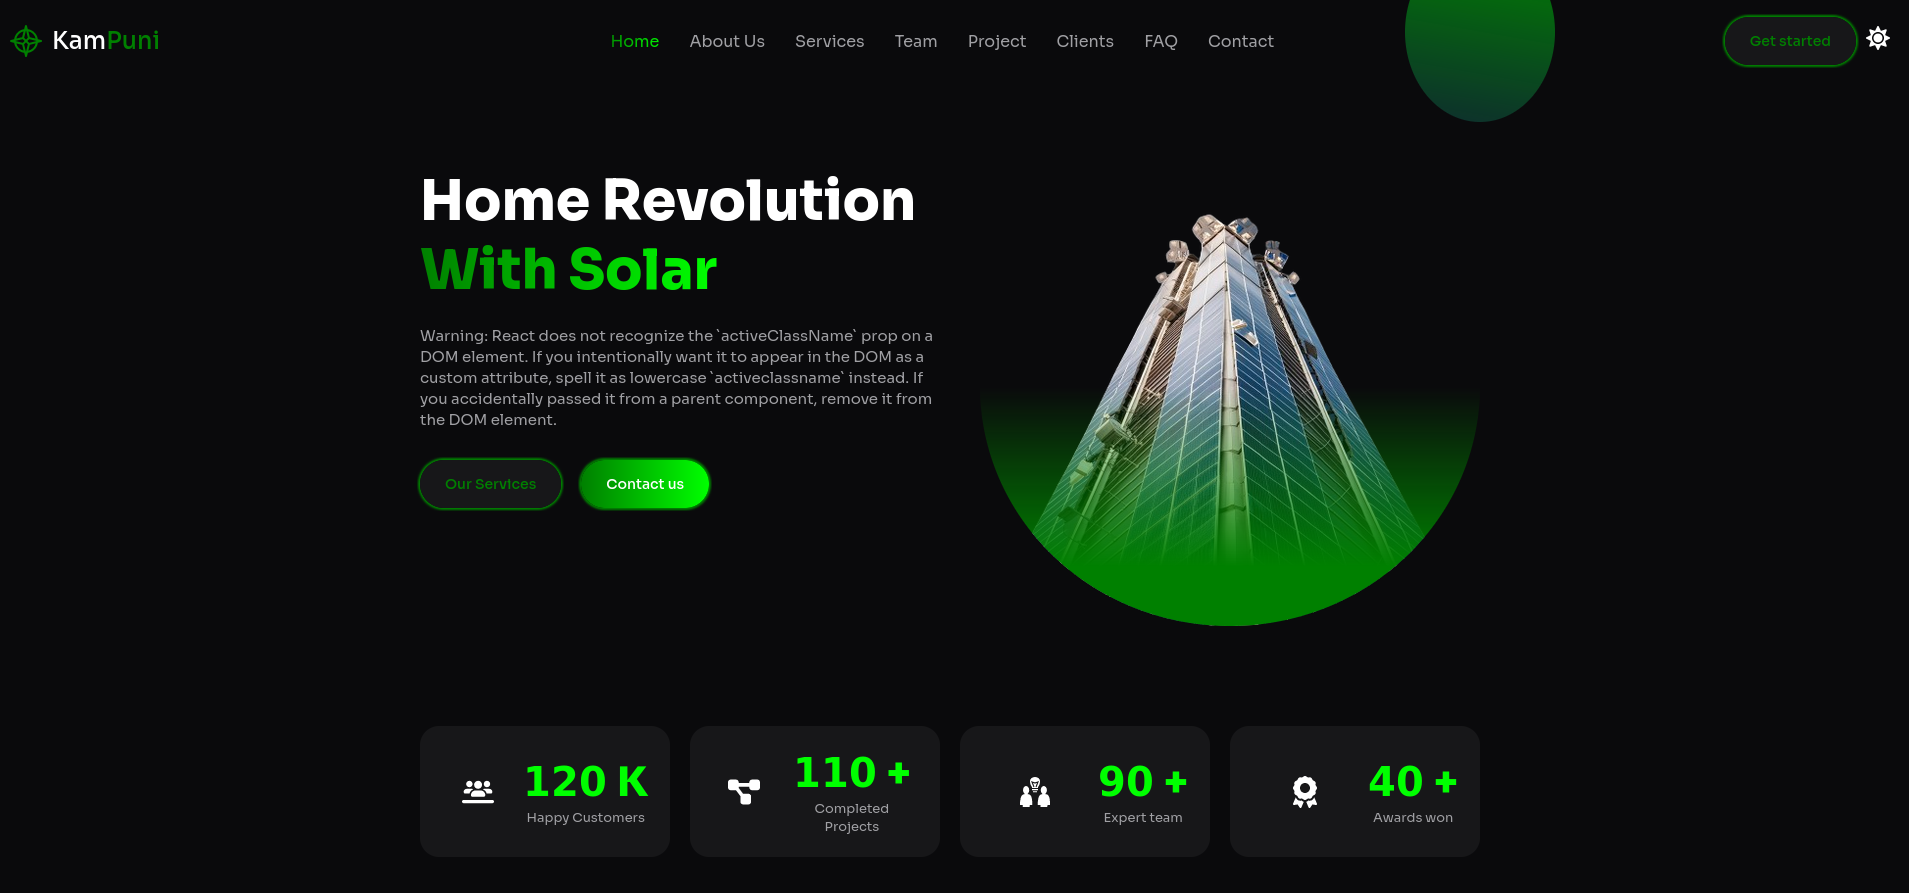 KamPuni
Home About Us Services Team Project Clients FAQ Contact
Get started
Home Revolution
With Solar
Warning: React does not recognize the `activeClassName` prop on a
DOM element. If you intentionally want it to appear in the DOM as a
custom attribute, spell it as lowercase `activeclassname` instead. If
you accidentally passed it from a parent component, remove it from
the DOM element.
Our Services
Contact us
120 K
Happy Customers
110 +
Completed
Projects
90 +
Expert team
40 +
Awards won